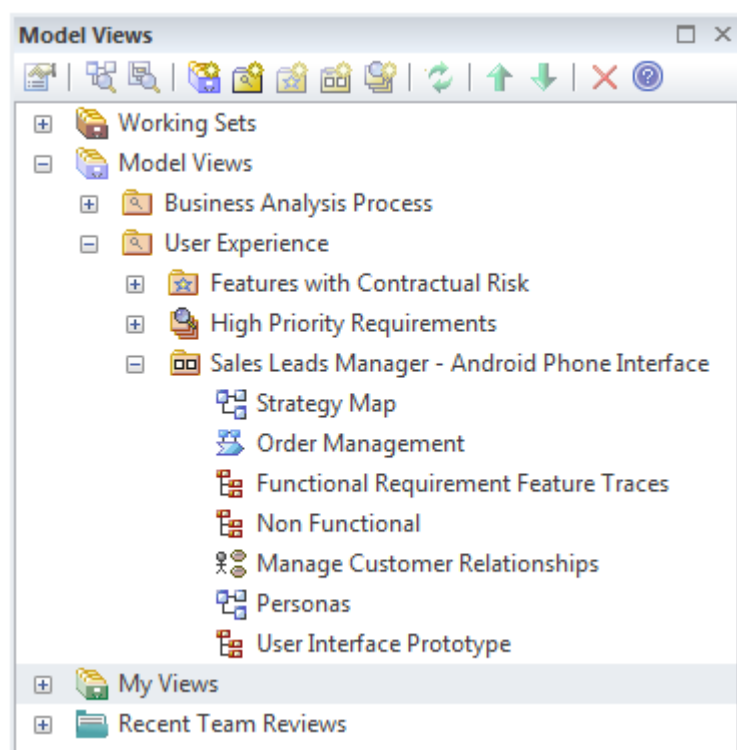 Model Views
Working Sets
Model Views
Business Analysis Process
User Experience
Features with Contractual Risk
High Priority Requirements
Sales Leads Manager - Android Phone Interface
Strategy Map
Order Management
Functional Requirement Feature Traces
Non Functional
Manage Customer Relationships
Personas
User Interface Prototype
My Views
Recent Team Reviews